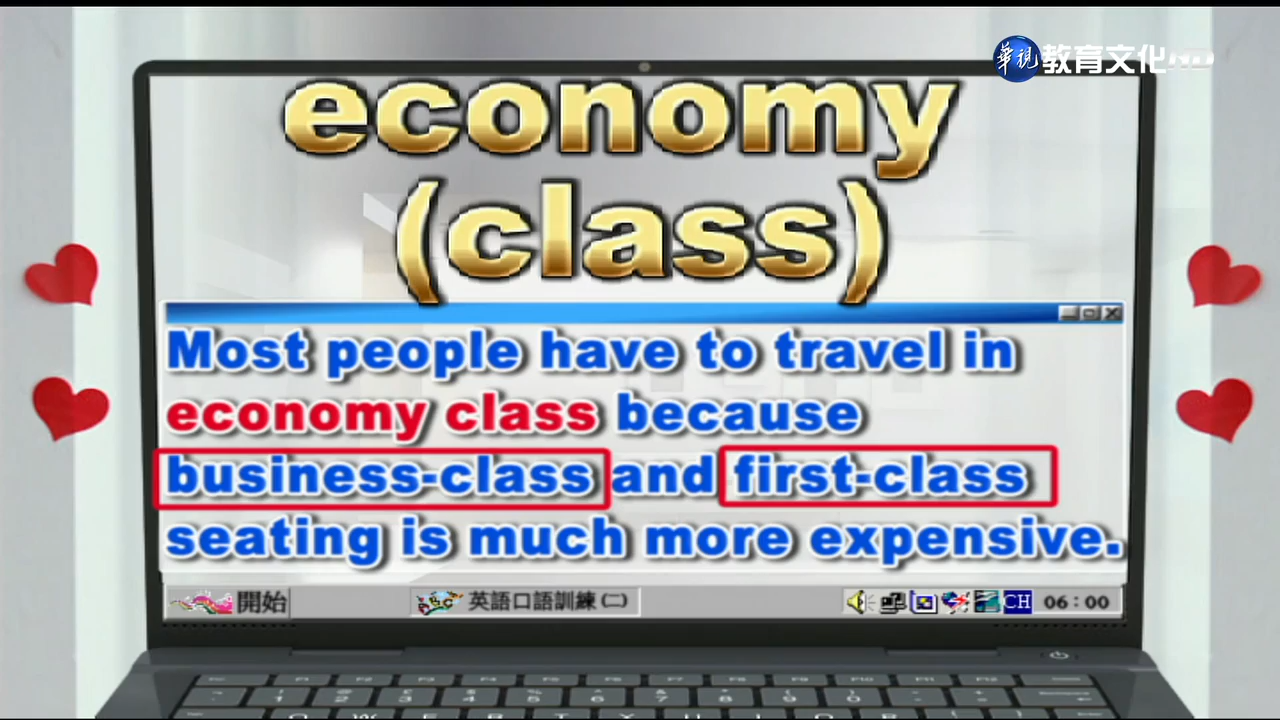 華視 教育文化 HD
economy
(class)
Most people have to travel in
economy class because
business-class and first-class
seating is much more expensive.
開始 英語口語訓練(二) CH 06:00